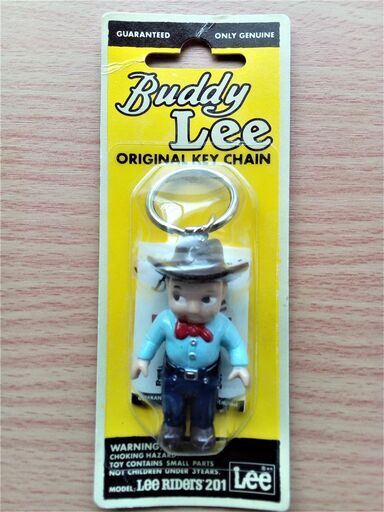 GUARANTEED ONLY GENUINE
Buddy
Lee
ORIGINAL KEY CHAIN
WARNING:
CHOKING HAZARD
TOY CONTAINS SMALL PARTS
NOT CHILDREN UNDER 3YEARS.
MODEL: Lee RIDERS 201
Lee